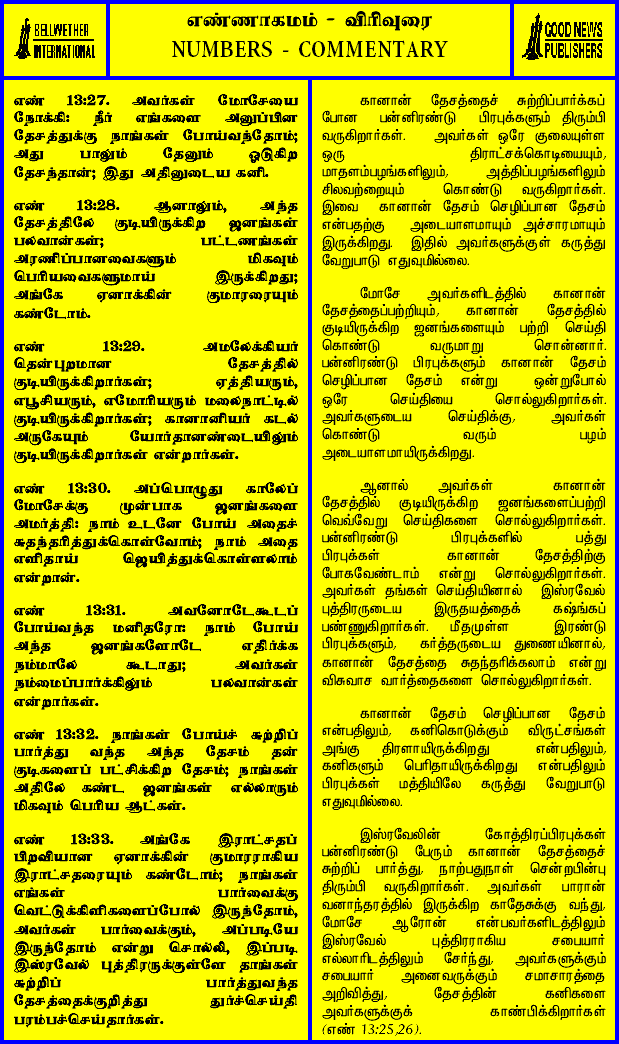 BELLWETHER
INTERNATIONAL
எண்ணாகமம் - விரிவுரை
NUMBERS - COMMENTARY
GOOD NEWS
PUBLISHERS
எண் 13:27. அவர்கள் மோசேயை
நோக்கி: நீர் எங்களை அனுப்பின
தேசத்துக்கு நாங்கள் போய்வந்தோம்;
அது பாலும் தேனும் ஓடுகிற
தேசந்தான்; இது அதினுடைய கனி.
எண் 13:28. ஆனாலும், அந்த
தேசத்திலே குடியிருக்கிற ஜனங்கள்
பலவான்கள்; பட்டணங்கள்
அரணிப்பானவைகளும் மிகவும்
பெரியவைகளுமாய் இருக்கிறது;
அங்கே ஏனாக்கின் குமாரரையும்
கண்டோம்.
எண் 13:29. அமலேக்கியர்
தென்புறமான தேசத்தில்
குடியிருக்கிறார்கள்; ஏத்தியரும்,
எபூசியரும், எமோரியரும் மலைநாட்டில்
குடியிருக்கிறார்கள்; கானானியர் கடல்
அருகேயும் யோர்தானண்டையிலும்
குடியிருக்கிறார்கள் என்றார்கள்.
எண் 13:30. அப்பொழுது காலேப்
மோசேக்கு முன்பாக ஜனங்களை
அமர்த்தி: நாம் உடனே போய் அதைச்
சுதந்தரித்துக்கொள்வோம்; நாம் அதை
எளிதாய் ஜெயித்துக்கொள்ளலாம்
என்றான்.
எண் 13:31. அவனோடேகூடப்
போய்வந்த மனிதரோ: நாம் போய்
அந்த ஜனங்களோடே எதிர்க்க
நம்மாலே கூடாது; அவர்கள்
நம்மைப்பார்க்கிலும் பலவான்கள்
என்றார்கள்.
எண் 13:32. நாங்கள் போய்ச் சுற்றிப்
பார்த்து வந்த அந்த தேசம் தன்
குடிகளைப் பட்சிக்கிற தேசம்; நாங்கள்
அதிலே கண்ட ஜனங்கள் எல்லாரும்
மிகவும் பெரிய ஆட்கள்.
எண் 13:33. அங்கே இராட்சதப்
பிறவியான ஏனாக்கின் குமாரராகிய
இராட்சதரையும் கண்டோம்; நாங்கள்
எங்கள் பார்வைக்கு
வெட்டுக்கிளிகளைப்போல் இருந்தோம்,
அவர்கள் பார்வைக்கும், அப்படியே
இருந்தோம் என்று சொல்லி, இப்படி
இஸ்ரவேல் புத்திரருக்குள்ளே தாங்கள்
சுற்றிப் பார்த்துவந்த
தேசத்தைக்குறித்து துர்ச்செய்தி
பரம்பச்செய்தார்கள்.
கானான் தேசத்தைச் சுற்றிப்பார்க்கப்
போன பன்னிரண்டு பிரபுக்களும் திரும்பி
வருகிறார்கள். அவர்கள் ஒரே குலையுள்ள
ஒரு திராட்சக்கொடியையும்,
மாதளம்பழங்களிலும், அத்திப்பழங்களிலும்
சிலவற்றையும் கொண்டு வருகிறார்கள்.
இவை கானான் தேசம் செழிப்பான தேசம்
என்பதற்கு அடையாளமாயும் அச்சாரமாயும்
இருக்கிறது. இதில் அவர்களுக்குள் கருத்து
வேறுபாடு எதுவுமில்லை.
மோசே அவர்களிடத்தில் கானான்
தேசத்தைப்பற்றியும், கானான் தேசத்தில்
குடியிருக்கிற ஜனங்களையும் பற்றி செய்தி
கொண்டு வருமாறு சொன்னார்.
பன்னிரண்டு பிரபுக்களும் கானான் தேசம்
செழிப்பான தேசம் என்று ஒன்றுபோல்
ஒரே செய்தியை சொல்லுகிறார்கள்.
அவர்களுடைய செய்திக்கு, அவர்கள்
கொண்டு வரும் பழம்
அடையாளமாயிருக்கிறது.
ஆனால் அவர்கள் கானான்
தேசத்தில் குடியிருக்கிற ஜனங்களைப்பற்றி
வெவ்வேறு செய்திகளை சொல்லுகிறார்கள்.
பன்னிரண்டு பிரபுக்களில் பத்து
பிரபுக்கள் கானான் தேசத்திற்கு
போகவேண்டாம் என்று சொல்லுகிறார்கள்.
அவர்கள் தங்கள் செய்தியினால் இஸ்ரவேல்
புத்திரருடைய இருதயத்தைக் கஷ்ங்கப்
பண்ணுகிறார்கள். மீதமுள்ள இரண்டு
பிரபுக்களும், கர்த்தருடைய துணையினால்,
கானான் தேசத்தை சுதந்தரிக்கலாம் என்று
விசுவாச வார்த்தைகளை சொல்லுகிறார்கள்.
கானான் தேசம் செழிப்பான தேசம்
என்பதிலும், கனிகொடுக்கும் விருட்சங்கள்
அங்கு திரளாயிருக்கிறது என்பதிலும்,
கனிகளும் பெரிதாயிருக்கிறது என்பதிலும்
பிரபுக்கள் மத்தியிலே கருத்து வேறுபாடு
எதுவுமில்லை.
இஸ்ரவேலின் கோத்திரப்பிரபுக்கள்
பன்னிரண்டு பேரும் கானான் தேசத்தைச்
சுற்றிப் பார்த்து, நாற்பதுநாள் சென்றபின்பு
திரும்பி வருகிறார்கள். அவர்கள் பாரான்
வனாந்தரத்தில் இருக்கிற காதேசுக்கு வந்து,
மோசே ஆரோன் என்பவர்களிடத்திலும்
இஸ்ரவேல் புத்திரராகிய சபையார்
எல்லாரிடத்திலும் சேர்ந்து, அவர்களுக்கும்
சபையார் அனைவருக்கும் சமாசாரத்தை
அறிவித்து, தேசத்தின் கனிகளை
அவர்களுக்குக் காண்பிக்கிறார்கள்
(எண் 13:25,26).